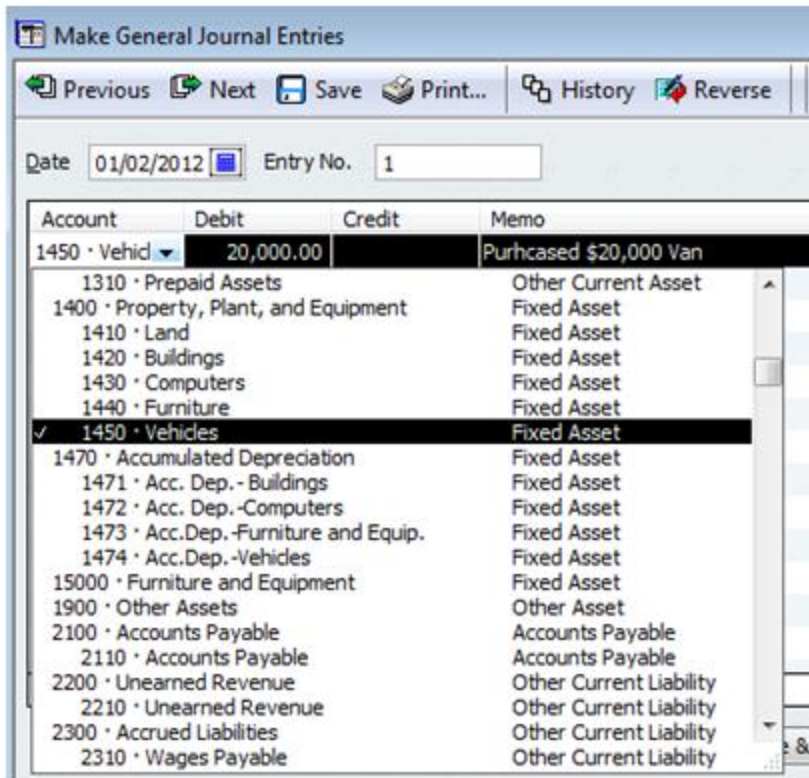 Make General Journal Entries
Previous Next Save Print... History Reverse
Date 01/02/2012 Entry No. 1
Account Debit Credit Memo
1450 · Vehicl 20,000.00 Purhcased $20,000 Van
1310 · Prepaid Assets Other Current Asset
1400 · Property, Plant, and Equipment Fixed Asset
1410 · Land Fixed Asset
1420 · Buildings Fixed Asset
1430 · Computers Fixed Asset
1440 · Furniture Fixed Asset
✓ 1450 · Vehicles Fixed Asset
1470 · Accumulated Depreciation Fixed Asset
1471 · Acc. Dep.- Buildings Fixed Asset
1472 · Acc. Dep.-Computers Fixed Asset
1473 · Acc.Dep.-Furniture and Equip. Fixed Asset
1474 · Acc.Dep.-Vehicles Fixed Asset
15000 · Furniture and Equipment Fixed Asset
1900 · Other Assets Other Asset
2100 · Accounts Payable Accounts Payable
2110 · Accounts Payable Accounts Payable
2200 · Unearned Revenue Other Current Liability
2210 · Unearned Revenue Other Current Liability
2300 · Accrued Liabilities Other Current Liability
2310 · Wages Payable Other Current Liability